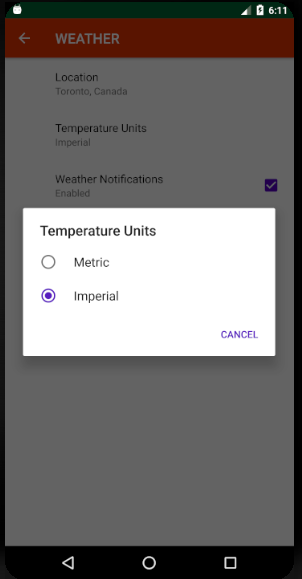 6:11
WEATHER
Location
Toronto, Canada
Temperature Units
Imperial
Weather Notifications
Enabled
Temperature Units
Metric
Imperial
CANCEL